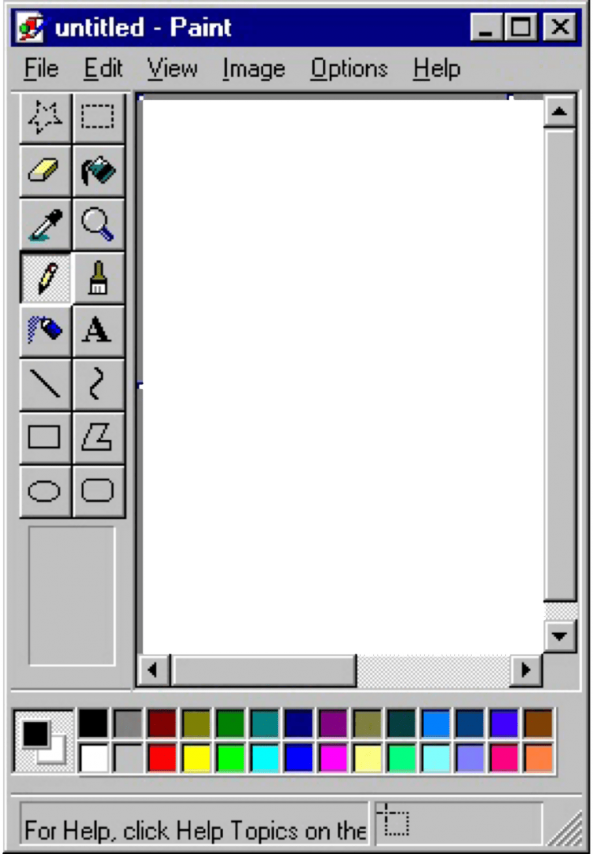 untitled - Paint
File Edit View Image Options Help
A
For Help, click Help Topics on the